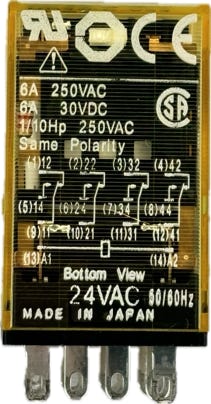 6A 250VAC
6A 30VDC
1/10Hp 250VAC
Same Polarity
(1)12 (2)22 (3)32 (4)42
(5)14 (6)24 (7)34 (8)44
(9)11 (10)21 (11)31 (12)41
(13)A1 (14)A2
Bottom View
24VAC 50/60Hz
MADE IN JAPAN